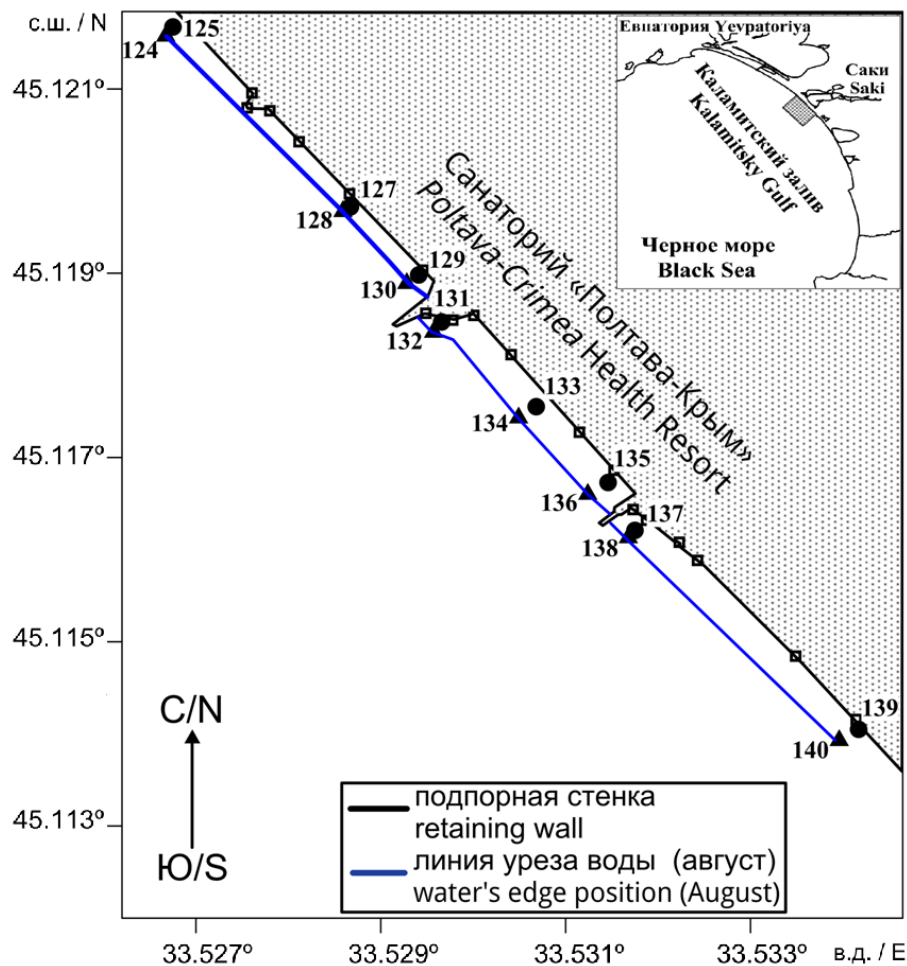 с.ш. / N
45.121º
45.119º
45.117º
45.115º
45.113º
33.527º
33.529º
33.531º
33.533º
в.д. / E
124
125
127
128
129
130
131
132
133
134
135
136
137
138
139
140
Санаторий «Полтава-Крым»
Poltava-Crimea Health Resort
Евпатория Yevpatoriya
Саки
Saki
Каламитский залив
Kalamitsky Gulf
Черное море
Black Sea
С/N
Ю/S
подпорная стенка
retaining wall
линия уреза воды (август)
water's edge position (August)